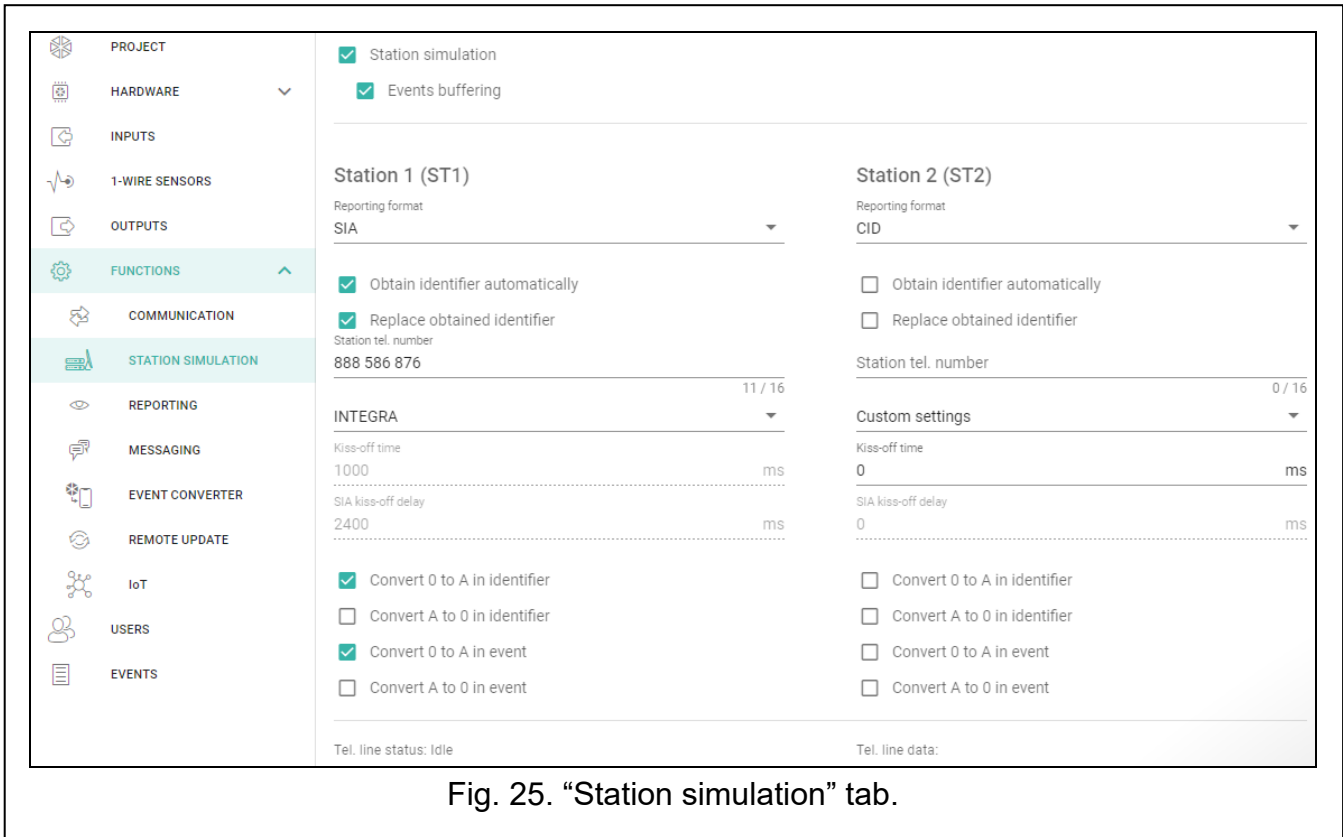 PROJECT
HARDWARE
INPUTS
1-WIRE SENSORS
OUTPUTS
FUNCTIONS
COMMUNICATION
STATION SIMULATION
REPORTING
MESSAGING
EVENT CONVERTER
REMOTE UPDATE
IoT
USERS
EVENTS
Station simulation
Events buffering
Station 1 (ST1)
Reporting format
SIA
Obtain identifier automatically
Replace obtained identifier
Station tel. number
888 586 876
11 / 16
INTEGRA
Kiss-off time
1000 ms
SIA kiss-off delay
2400 ms
Convert 0 to A in identifier
Convert A to 0 in identifier
Convert 0 to A in event
Convert A to 0 in event
Tel. line status: Idle
Station 2 (ST2)
Reporting format
CID
Obtain identifier automatically
Replace obtained identifier
Station tel. number
0 / 16
Custom settings
Kiss-off time
0 ms
SIA kiss-off delay
0 ms
Convert 0 to A in identifier
Convert A to 0 in identifier
Convert 0 to A in event
Convert A to 0 in event
Tel. line data:
Fig. 25. “Station simulation” tab.